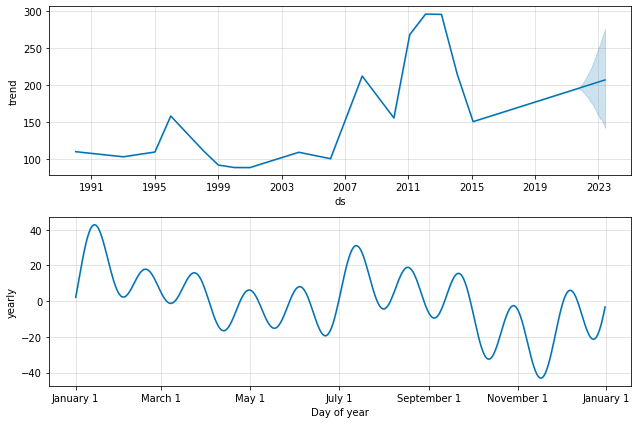 300
250
200
150
100
trend
1991
1995
1999
2003
2007
2011
2015
2019
2023
ds
40
20
0
−20
−40
yearly
January 1
March 1
May 1
July 1
September 1
November 1
January 1
Day of year